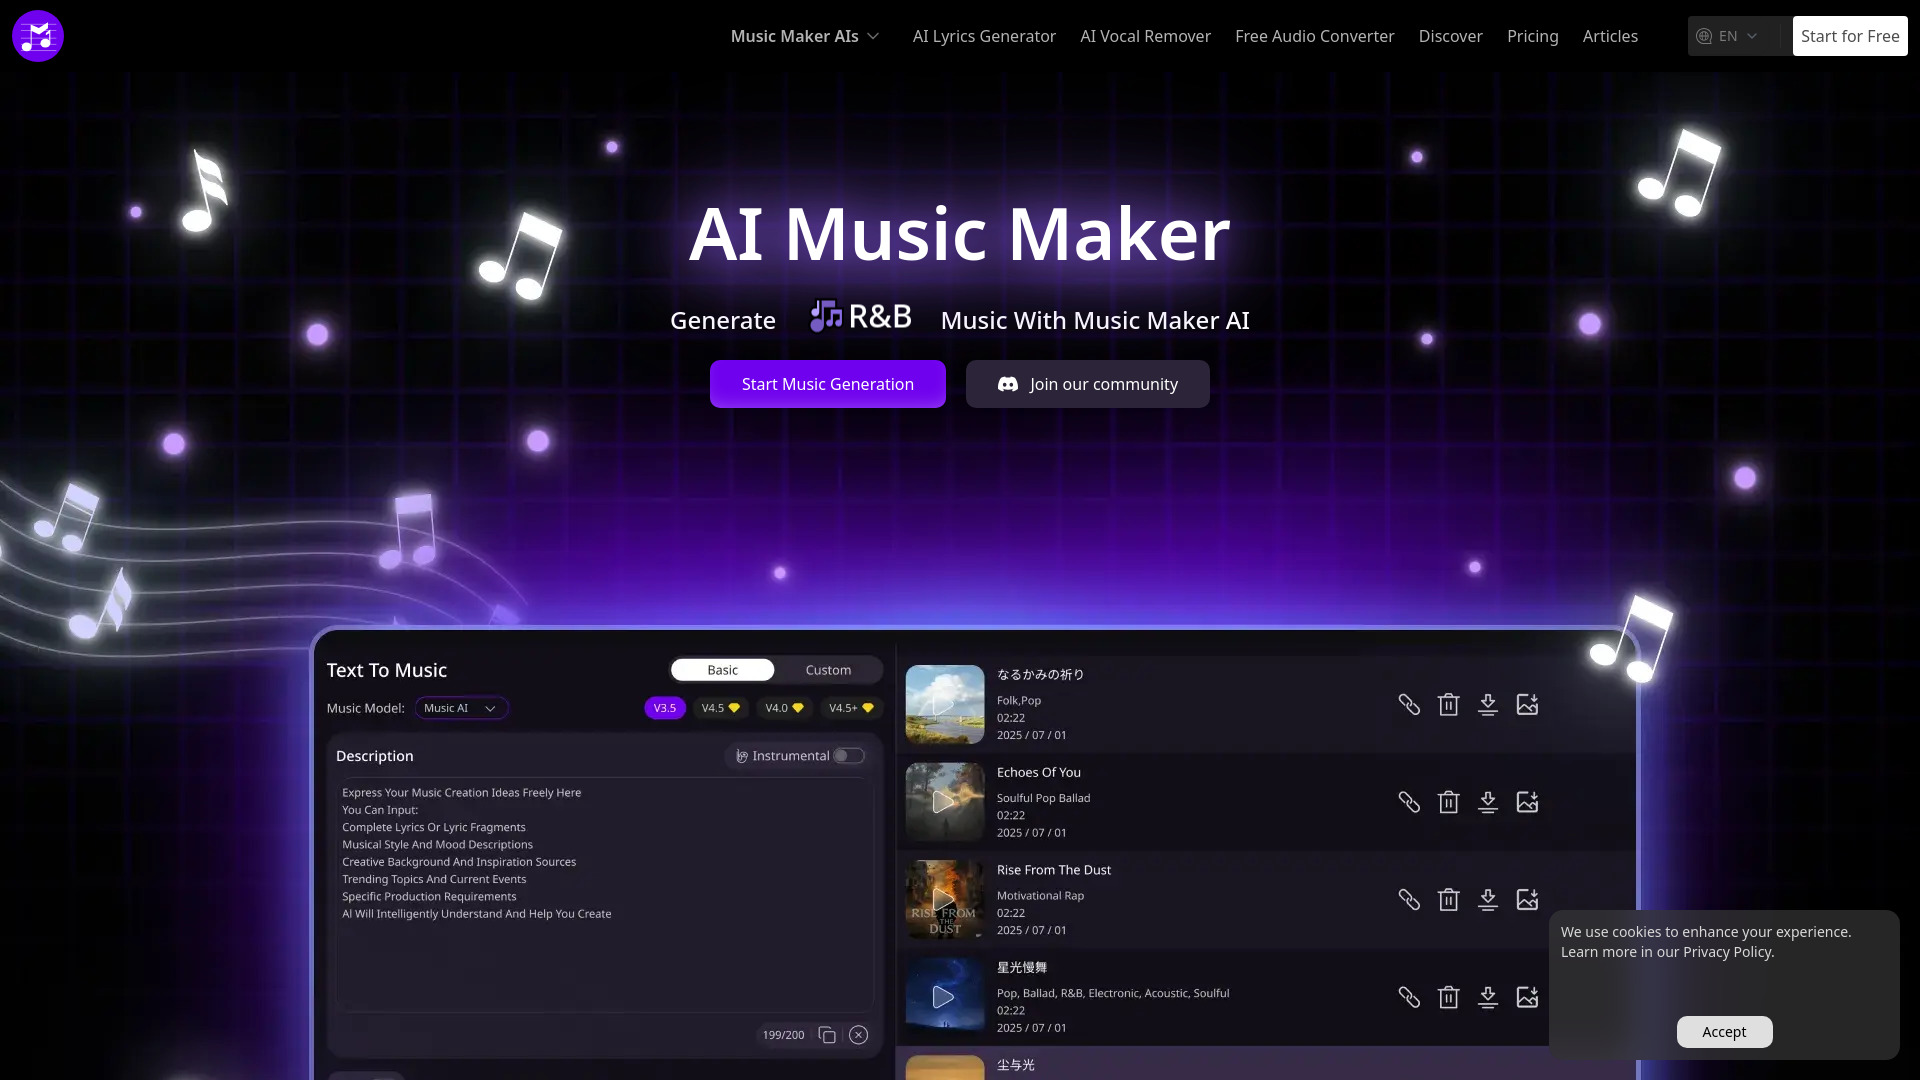 Music Maker AIs
AI Lyrics Generator
AI Vocal Remover
Free Audio Converter
Discover
Pricing
Articles
EN
Start for Free
AI Music Maker
Generate R&B Music With Music Maker AI
Start Music Generation
Join our community
Text To Music
Basic
Custom
Music Model:
Music AI
V3.5
V4.5
V4.0
V4.5+
Description
Instrumental
Express Your Music Creation Ideas Freely Here
You Can Input:
Complete Lyrics Or Lyric Fragments
Musical Style And Mood Descriptions
Creative Background And Inspiration Sources
Trending Topics And Current Events
Specific Production Requirements
AI Will Intelligently Understand And Help You Create
199/200
なるかみの祈り
Folk,Pop
02:22
2025 / 07 / 01
Echoes Of You
Soulful Pop Ballad
02:22
2025 / 07 / 01
RISE FROM
THE
DUST
Rise From The Dust
Motivational Rap
02:22
2025 / 07 / 01
星光慢舞
Pop, Ballad, R&B, Electronic, Acoustic, Soulful
02:22
2025 / 07 / 01
尘与光
We use cookies to enhance your experience.
Learn more in our Privacy Policy.
Accept